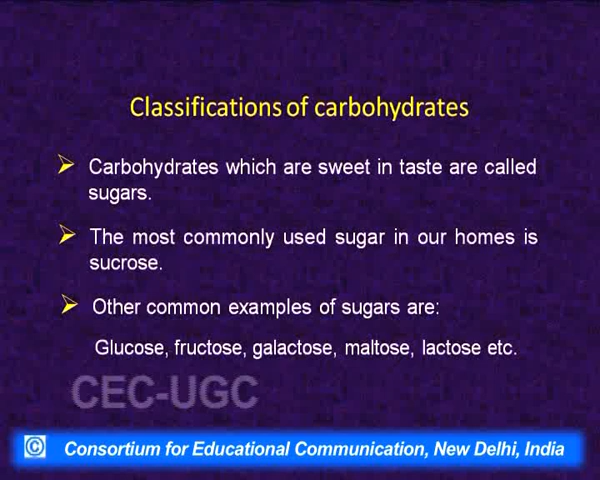 Classifications of carbohydrates
Carbohydrates which are sweet in taste are called
sugars.
The most commonly used sugar in our homes is
sucrose.
Other common examples of sugars are:
Glucose, fructose, galactose, maltose, lactose etc.
CEC-UGC
© Consortium for Educational Communication, New Delhi, India